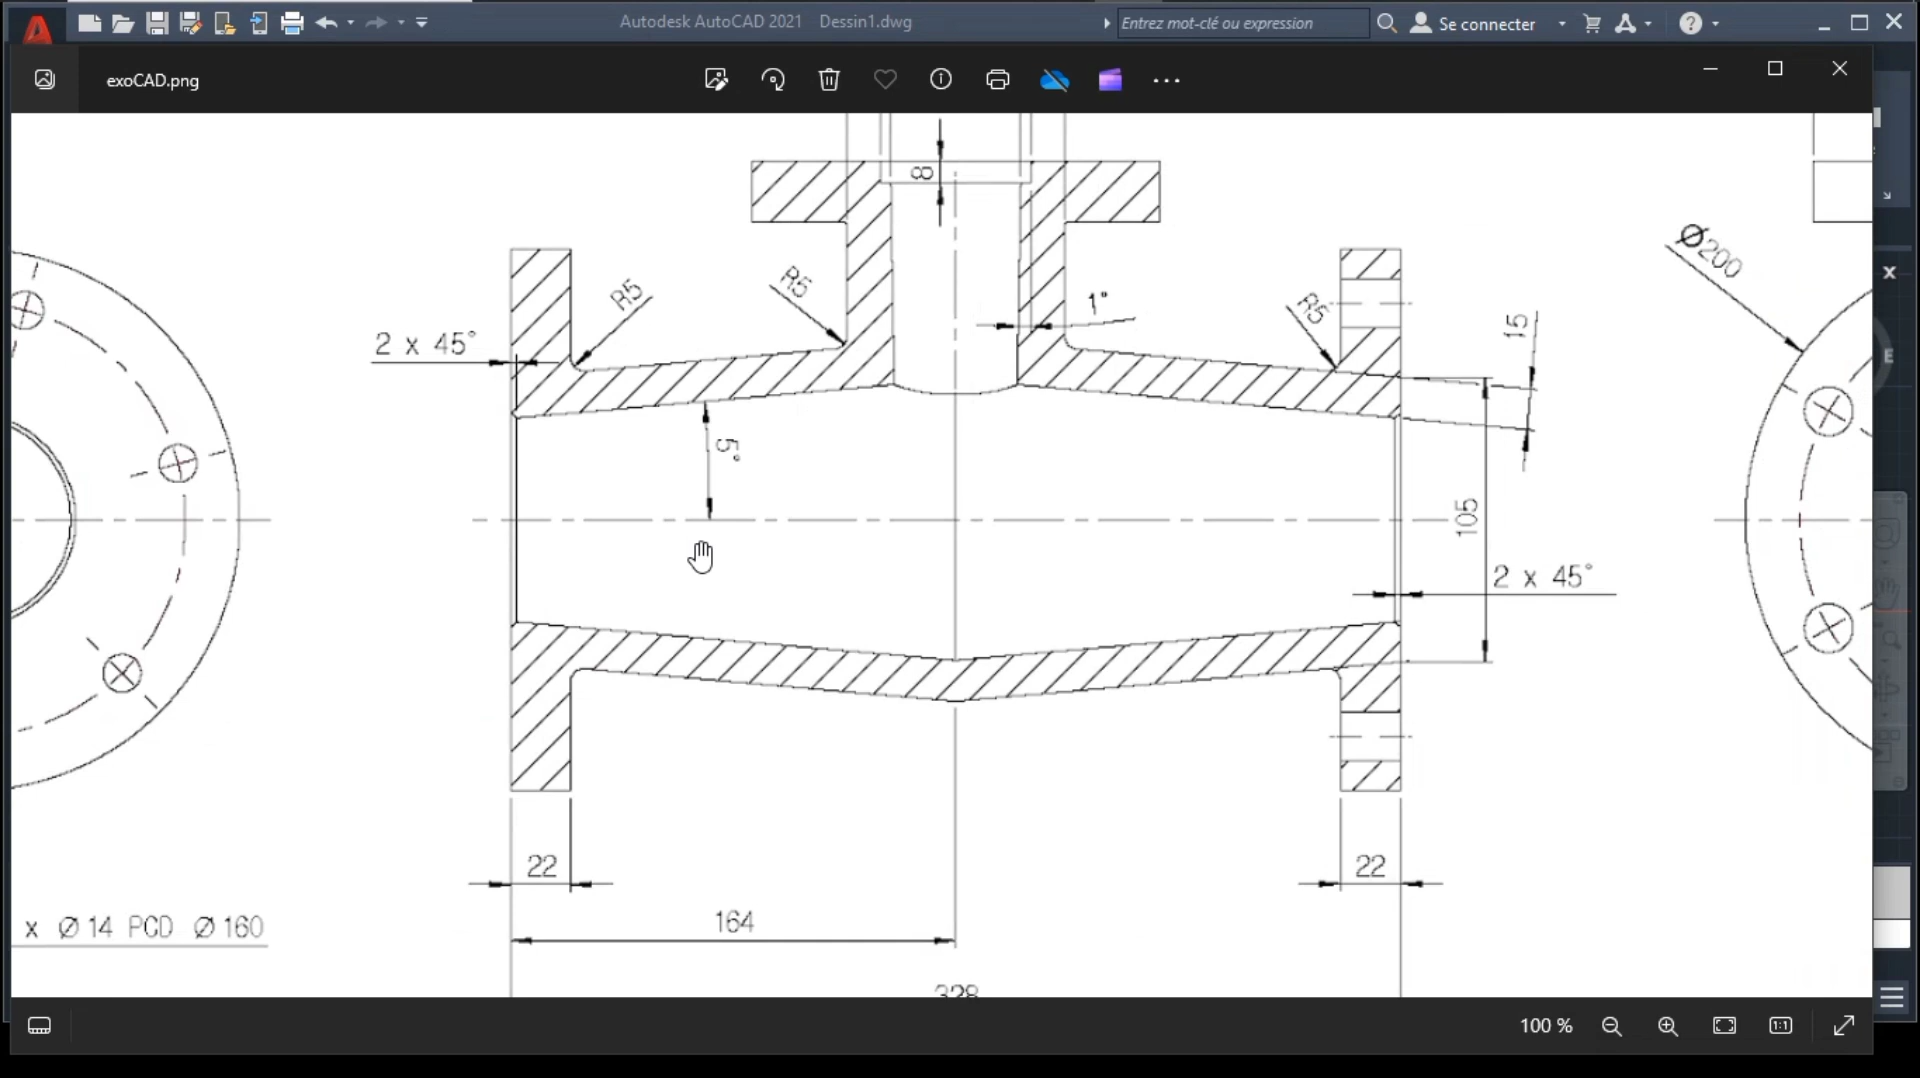 Autodesk AutoCAD 2021 Dessin1.dwg
Entrez mot-clé ou expression
Se connecter
exoCAD.png
8
R5
R5
1°
R5
15
Ø200
2 x 45°
5°
105
2 x 45°
22
22
x Ø 14 PCD Ø 160
164
328
X
E
100 %
1:1